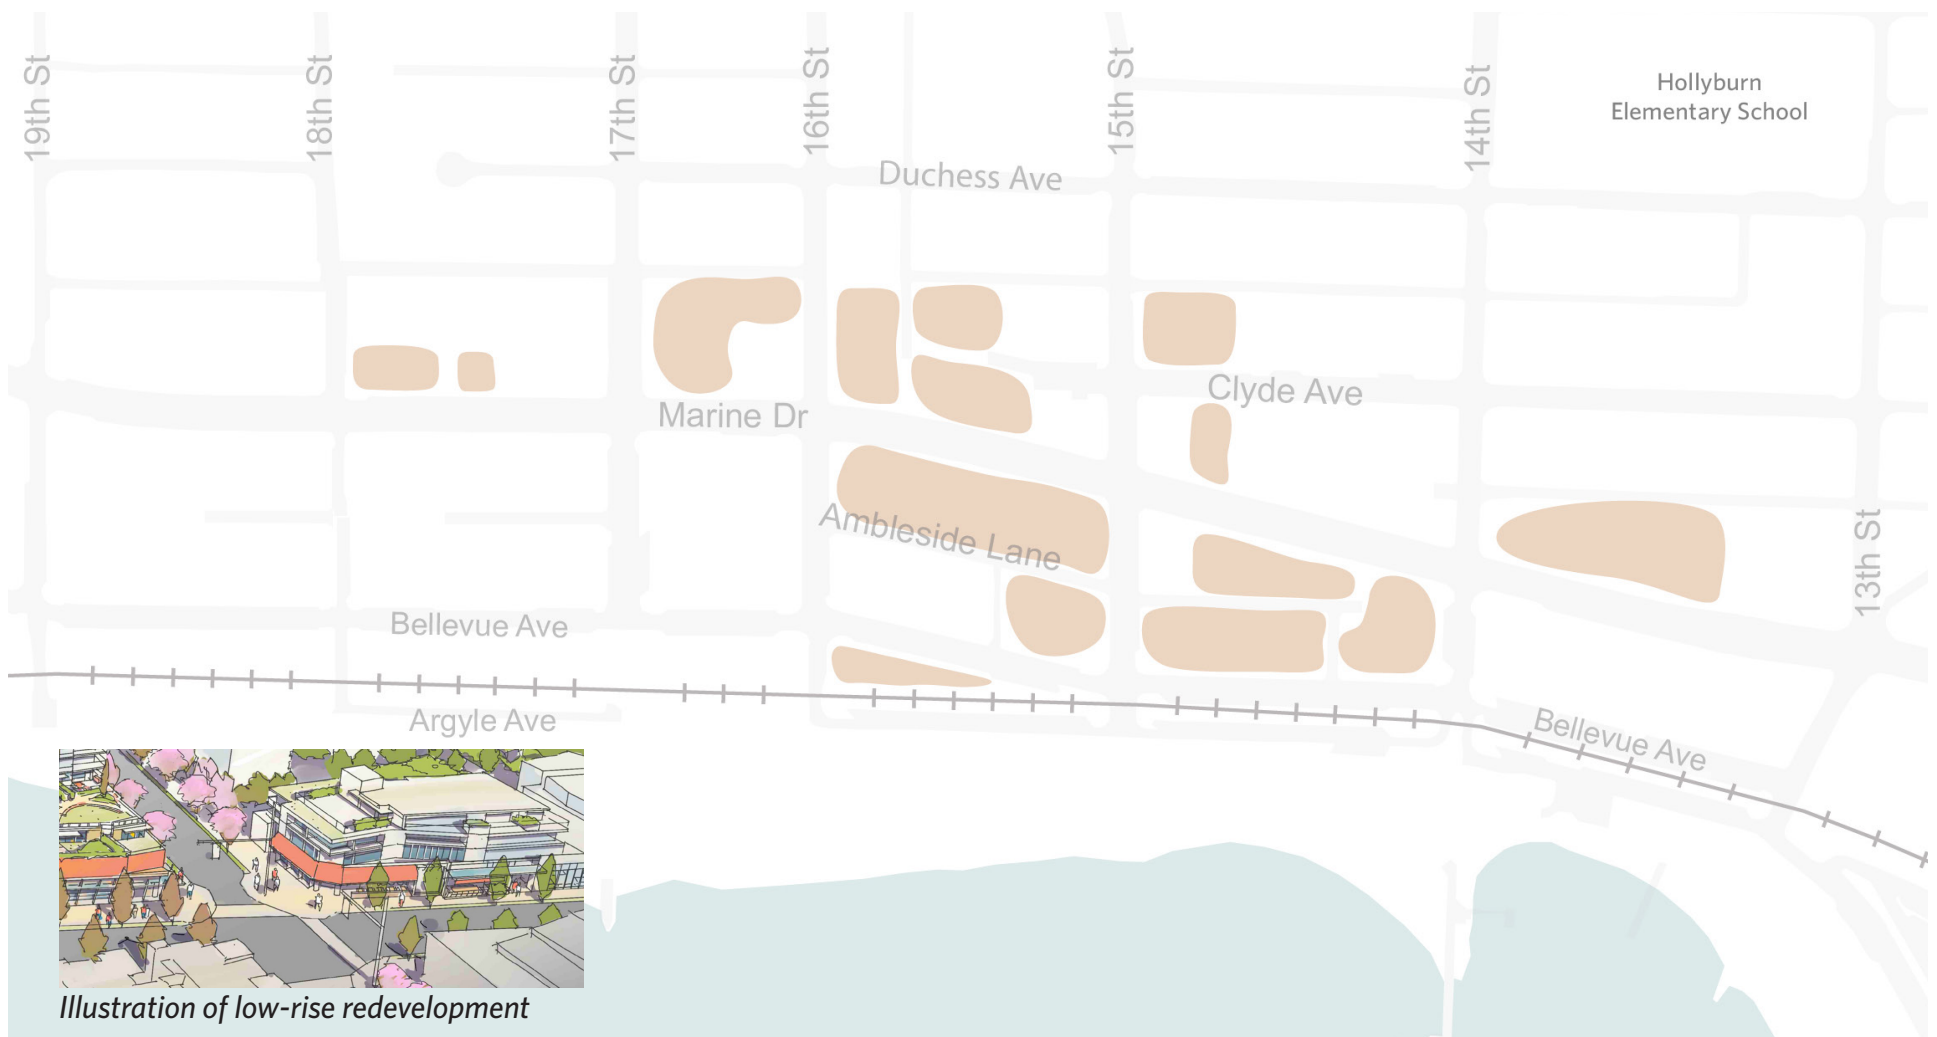 19th St
18th St
17th St
16th St
15th St
14th St
Hollyburn
Elementary School
Duchess Ave
Clyde Ave
Marine Dr
Ambleside Lane
13th St
Bellevue Ave
Argyle Ave
Bellevue Ave
Illustration of low-rise redevelopment